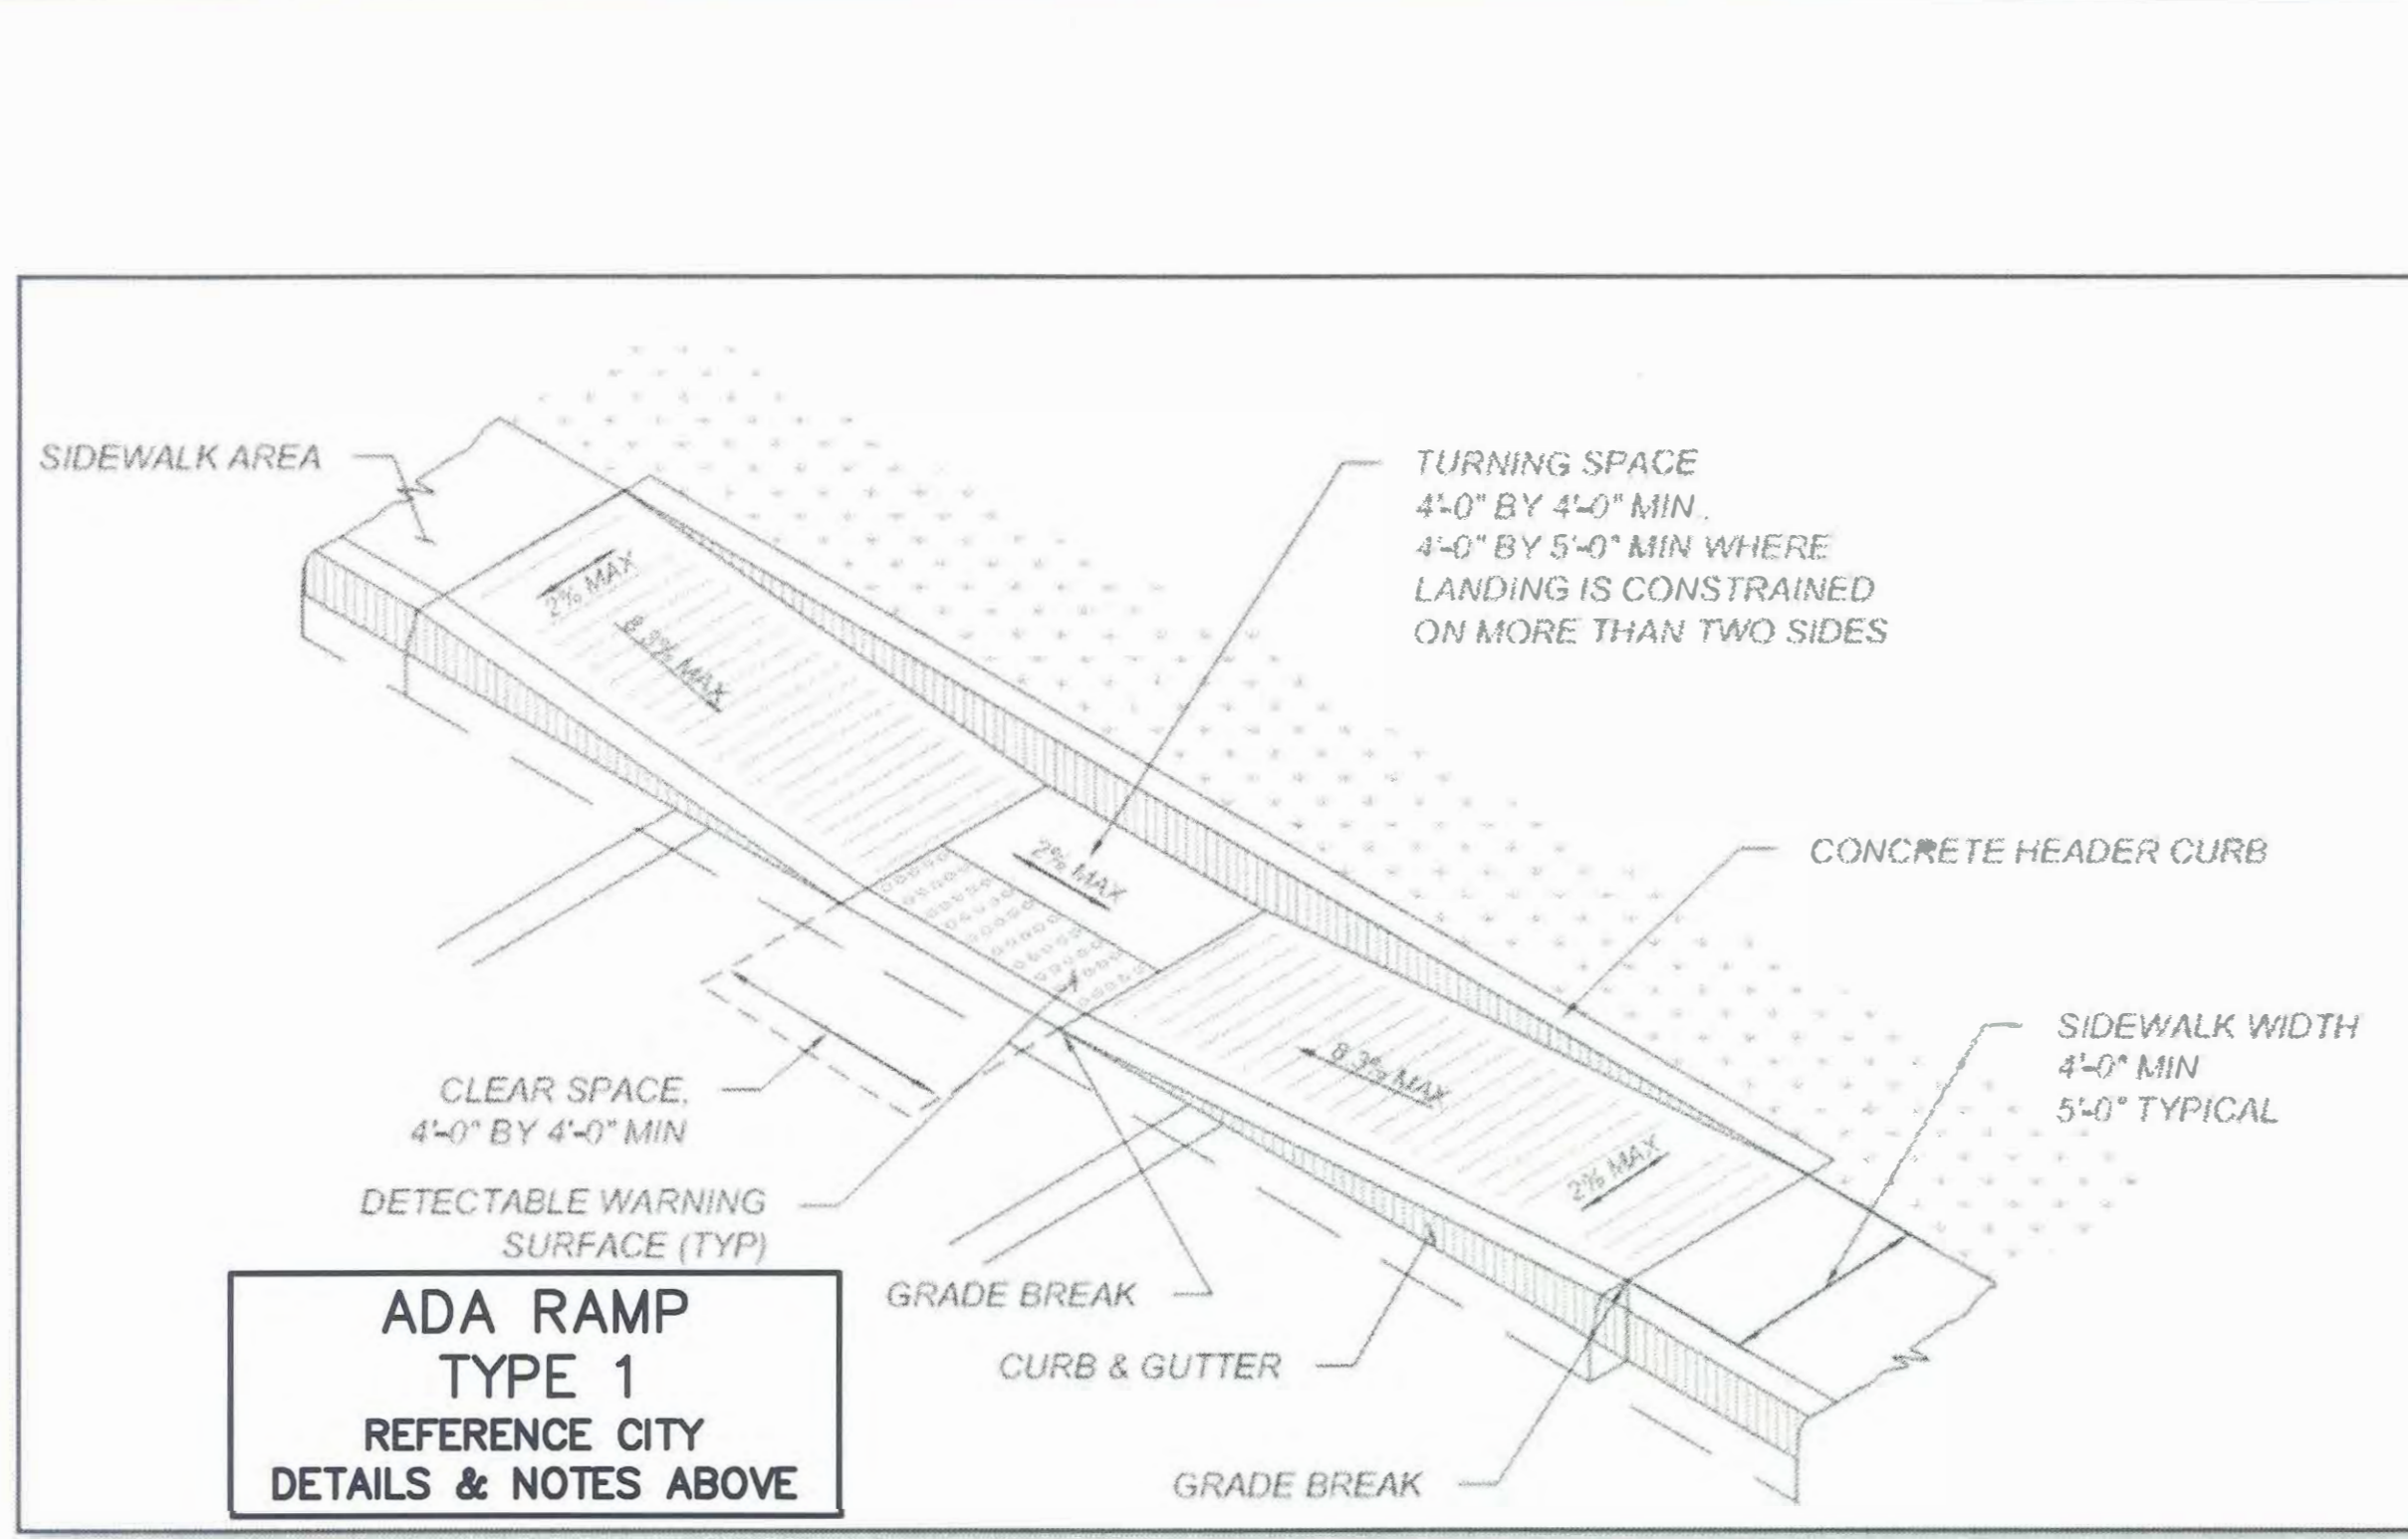 SIDEWALK AREA
TURNING SPACE
4'-0" BY 4'-0" MIN.
4'-0" BY 5'-0" MIN WHERE
LANDING IS CONSTRAINED
ON MORE THAN TWO SIDES
2% MAX
8.3% MAX
2% MAX
CONCRETE HEADER CURB
SIDEWALK WIDTH
4'-0" MIN
5'-0" TYPICAL
8.3% MAX
2% MAX
CLEAR SPACE,
4'-0" BY 4'-0" MIN
DETECTABLE WARNING
SURFACE (TYP)
GRADE BREAK
CURB & GUTTER
GRADE BREAK
ADA RAMP
TYPE 1
REFERENCE CITY
DETAILS & NOTES ABOVE